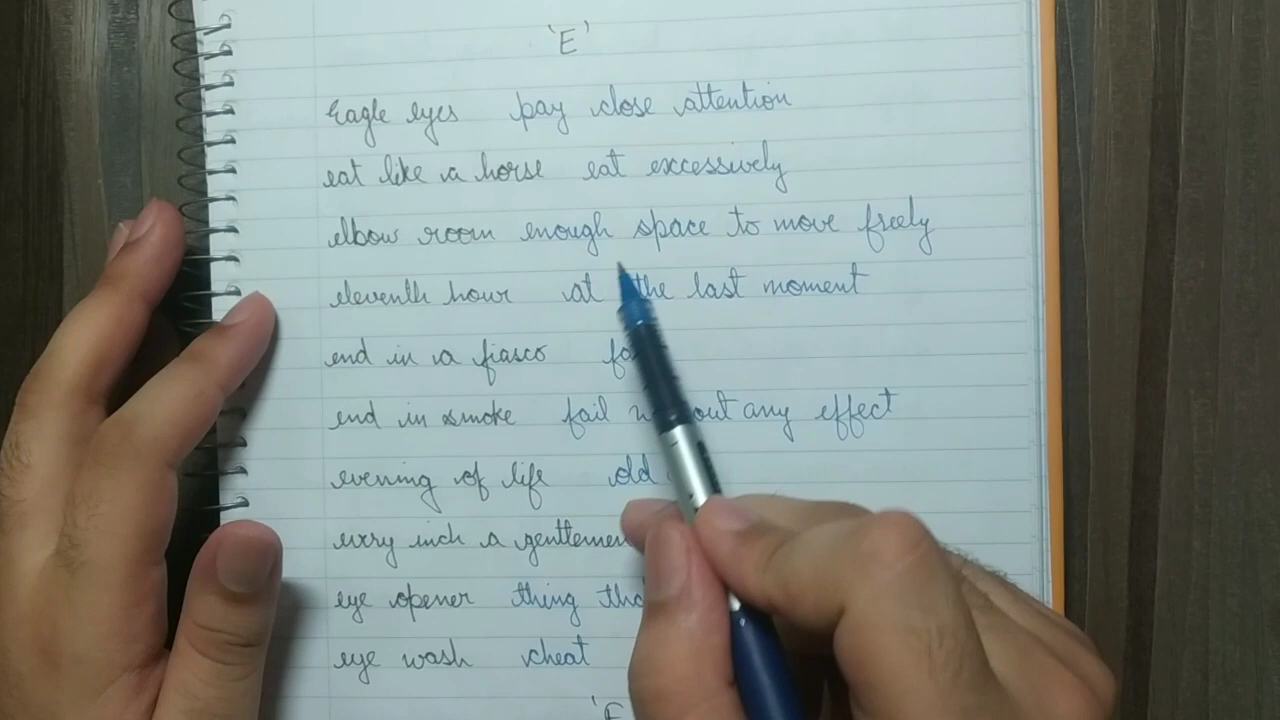 'E'
Eagle eyes pay close attention
eat like a horse eat excessively
elbow room enough space to move freely
eleventh hour at the last moment
end in a fiasco
end in smoke fail any effect
evening of life old
every inch a gentlemen
eye opener thing
eye wash cheat